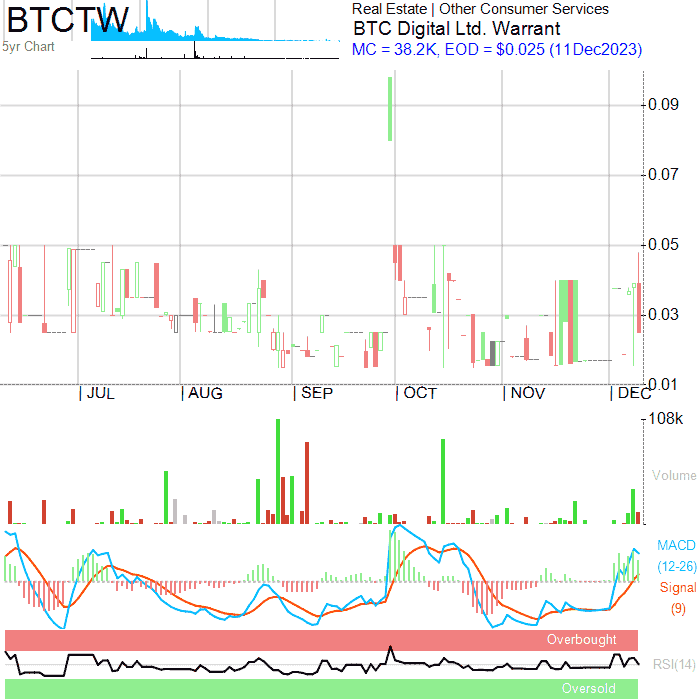 BTCTW
5yr Chart
Real Estate | Other Consumer Services
BTC Digital Ltd. Warrant
MC = 38.2K, EOD = $0.025 (11Dec2023)
0.09
0.07
0.05
0.03
0.01
| JUL | AUG | SEP | OCT | NOV | DEC
108k
Volume
MACD
(12-26)
Signal
(9)
Overbought
RSI(14)
Oversold